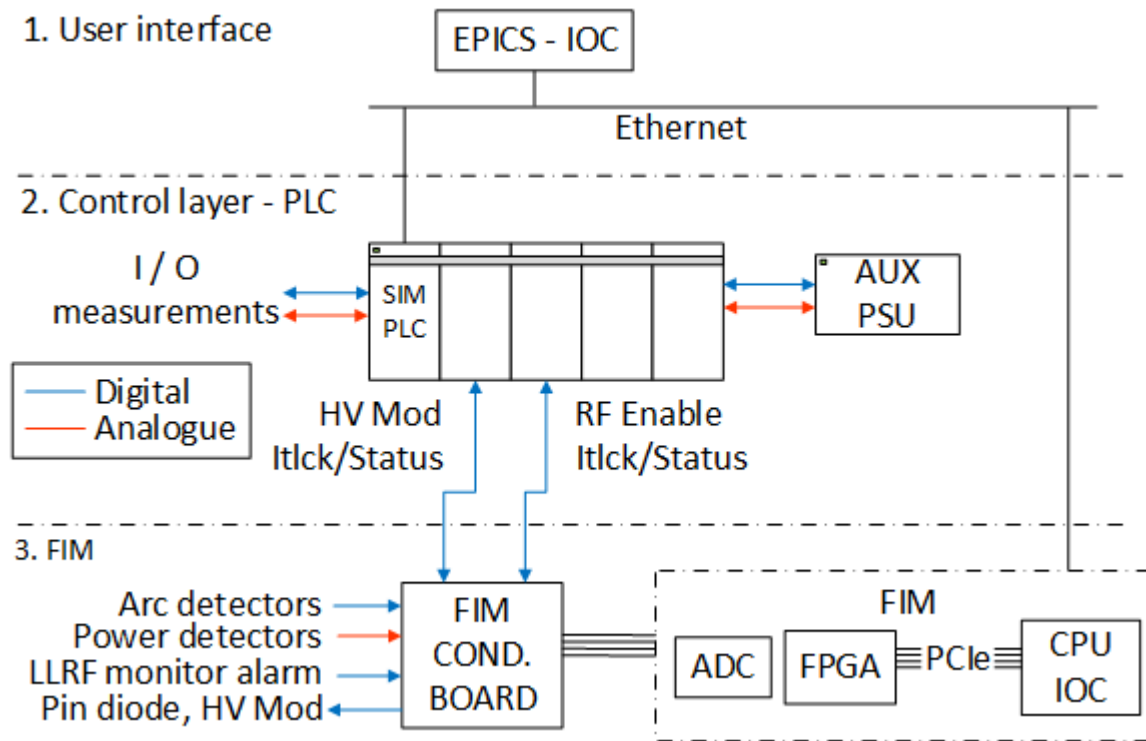 1. User interface
EPICS - IOC
Ethernet
2. Control layer - PLC
I / O
measurements
SIM
PLC
AUX
PSU
Digital
Analogue
HV Mod
Itlck/Status
RF Enable
Itlck/Status
3. FIM
Arc detectors
Power detectors
LLRF monitor alarm
Pin diode, HV Mod
FIM
COND.
BOARD
FIM
ADC
FPGA
PCIe
CPU
IOC